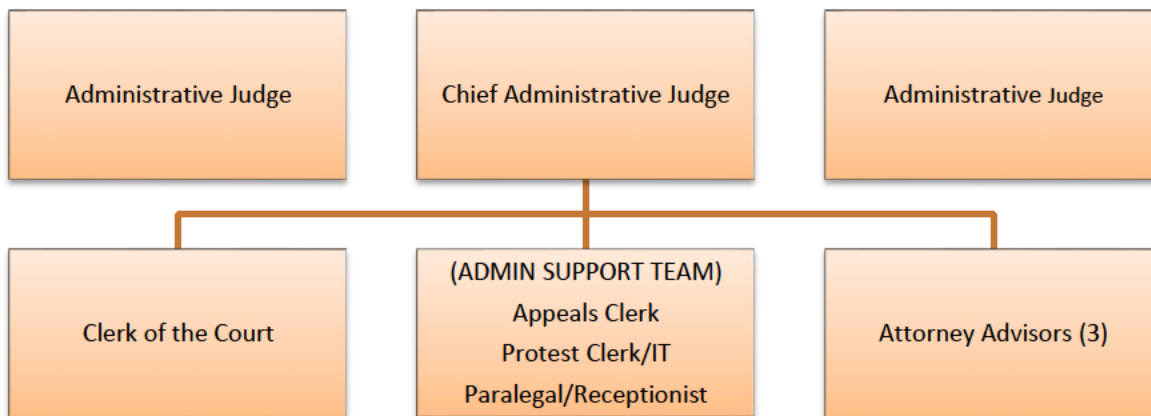 Administrative Judge
Chief Administrative Judge
Administrative Judge
Clerk of the Court
(ADMIN SUPPORT TEAM)
Appeals Clerk
Protest Clerk/IT
Paralegal/Receptionist
Attorney Advisors (3)